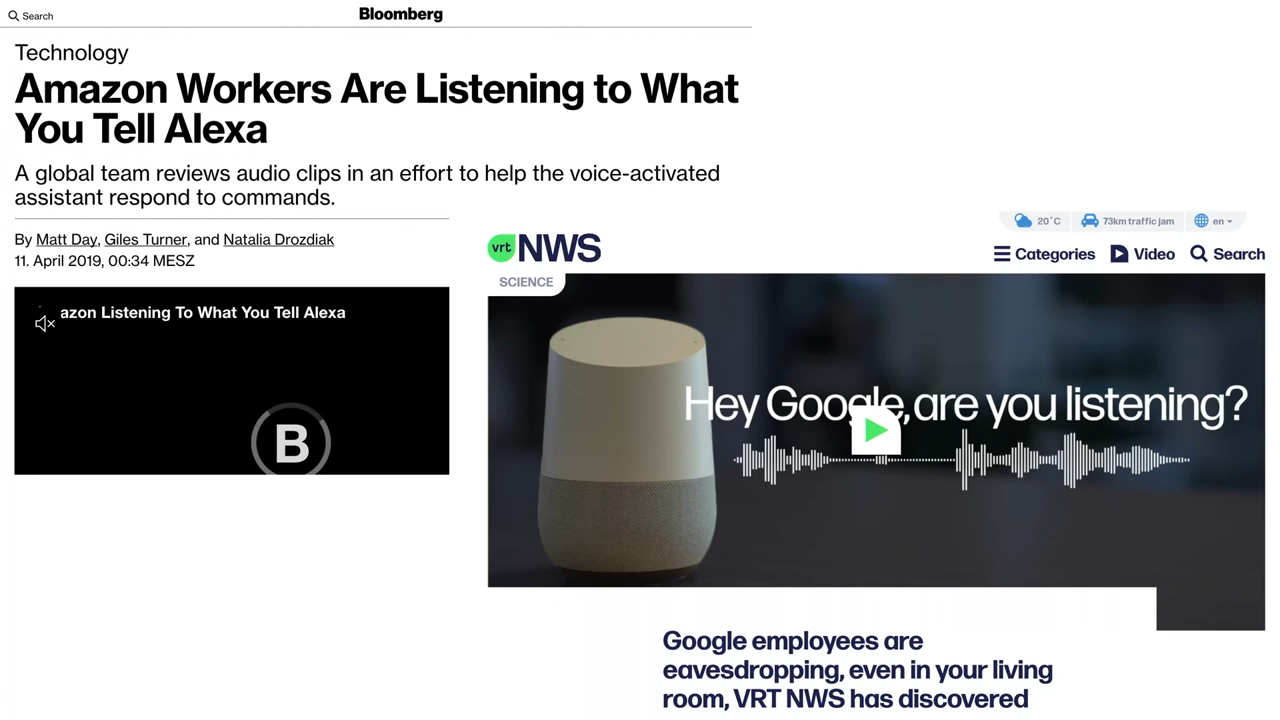 Search
Bloomberg
Technology
Amazon Workers Are Listening to What
You Tell Alexa
A global team reviews audio clips in an effort to help the voice-activated
assistant respond to commands.
By Matt Day, Giles Turner, and Natalia Drozdiak
11. April 2019, 00:34 MESZ
azon Listening To What You Tell Alexa
B
20°C
73km traffic jam
en
vrt NWS
Categories
Video
Search
SCIENCE
Hey Google, are you listening?
Google employees are
eavesdropping, even in your living
room, VRT NWS has discovered